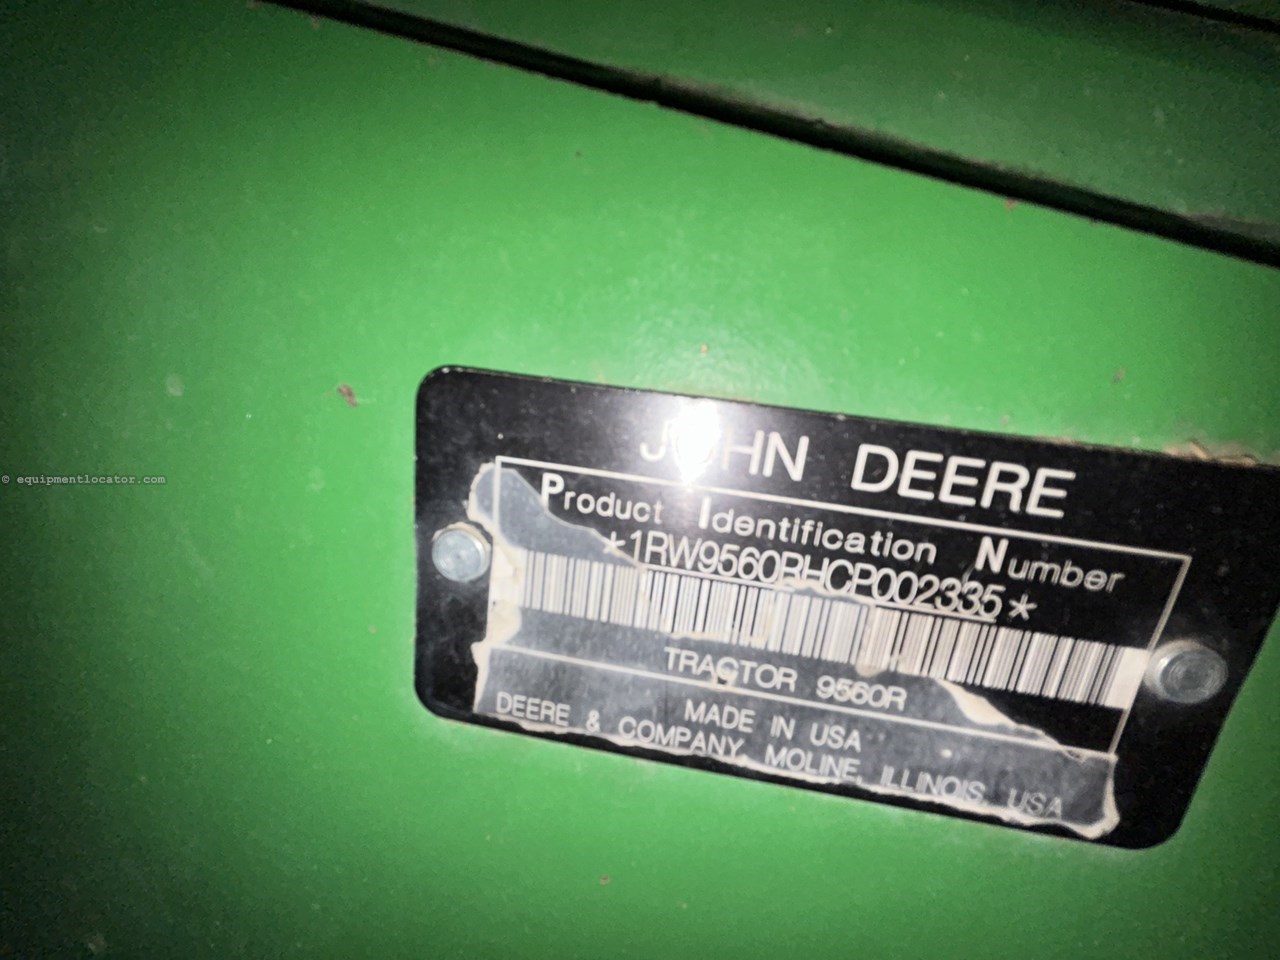 JOHN DEERE
Product Identification Number
*1RW9560RHCP002335*
TRACTOR 9560R
MADE IN USA
DEERE & COMPANY, MOLINE, ILLINOIS, USA
© equipmentlocator.com